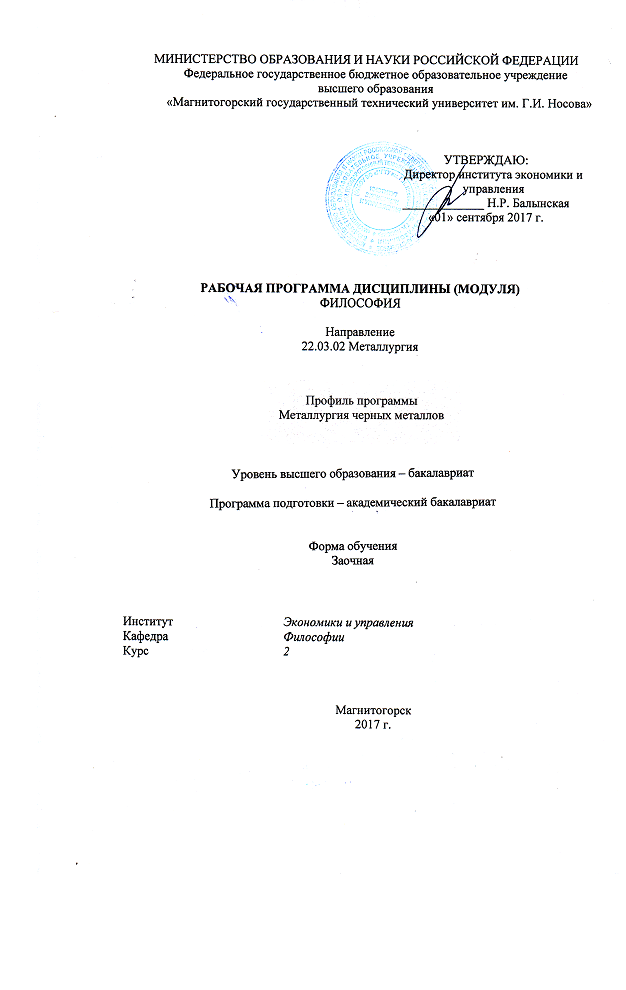 МИНИСТЕРСТВО ОБРАЗОВАНИЯ И НАУКИ РОССИЙСКОЙ ФЕДЕРАЦИИ
Федеральное государственное бюджетное образовательное учреждение
высшего образования
«Магнитогорский государственный технический университет им. Г.И. Носова»
УТВЕРЖДАЮ:
Директор института экономики и
управления
Н.Р. Балынская
«01» сентября 2017 г.
РАБОЧАЯ ПРОГРАММА ДИСЦИПЛИНЫ (МОДУЛЯ)
ФИЛОСОФИЯ
Направление
22.03.02 Металлургия
Профиль программы
Металлургия черных металлов
Уровень высшего образования – бакалавриат
Программа подготовки – академический бакалавриат
Форма обучения
Заочная
Институт Экономики и управления
Кафедра Философии
Курс 2
Магнитогорск
2017 г.